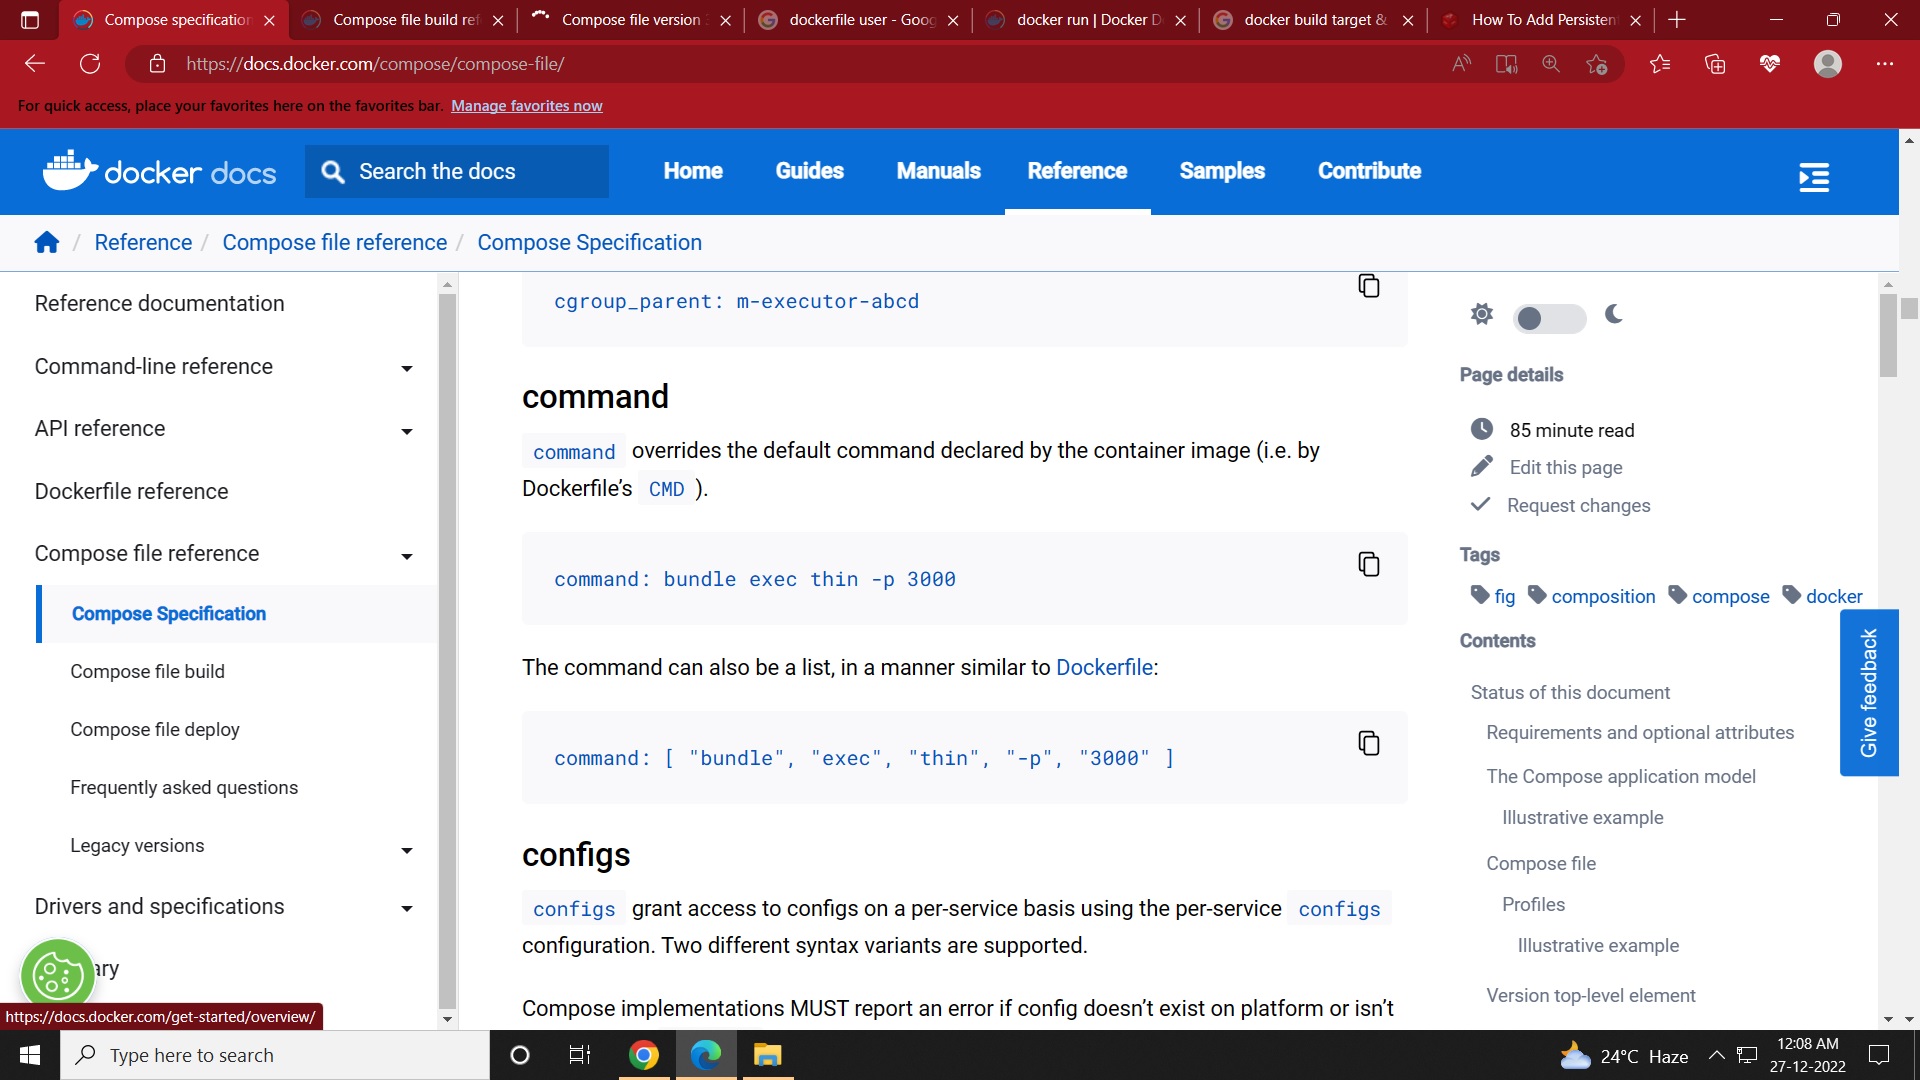 Compose specification
Compose file build ref
Compose file version 3
dockerfile user - Goog
docker run | Docker D
docker build target &
How To Add Persisten
https://docs.docker.com/compose/compose-file/
For quick access, place your favorites here on the favorites bar. Manage favorites now
docker docs
Search the docs
Home Guides Manuals Reference Samples Contribute
/ Reference / Compose file reference / Compose Specification
Reference documentation
Command-line reference
API reference
Dockerfile reference
Compose file reference
Compose Specification
Compose file build
Compose file deploy
Frequently asked questions
Legacy versions
Drivers and specifications
ary
https://docs.docker.com/get-started/overview/
cgroup_parent: m-executor-abcd
command
command overrides the default command declared by the container image (i.e. by
Dockerfile’s CMD ).
command: bundle exec thin -p 3000
The command can also be a list, in a manner similar to Dockerfile:
command: [ "bundle", "exec", "thin", "-p", "3000" ]
configs
configs grant access to configs on a per-service basis using the per-service configs
configuration. Two different syntax variants are supported.
Compose implementations MUST report an error if config doesn’t exist on platform or isn’t
Page details
85 minute read
Edit this page
Request changes
Tags
fig composition compose docker
Contents
Status of this document
Requirements and optional attributes
The Compose application model
Illustrative example
Compose file
Profiles
Illustrative example
Version top-level element
Give feedback
Type here to search
24°C Haze
12:08 AM
27-12-2022